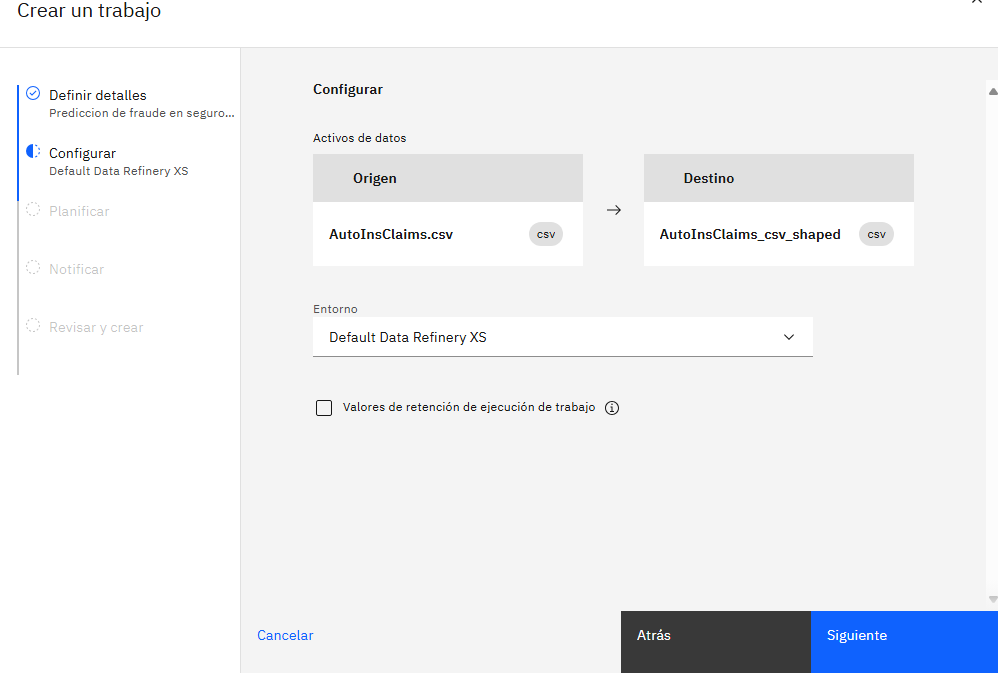 Crear un trabajo
Definir detalles
Prediccion de fraude en seguro...
Configurar
Default Data Refinery XS
Planificar
Notificar
Revisar y crear
Configurar
Activos de datos
Origen
AutoInsClaims.csv
csv
Destino
AutoInsClaims_csv_shaped
csv
Entorno
Default Data Refinery XS
Valores de retención de ejecución de trabajo
Cancelar
Atrás
Siguiente